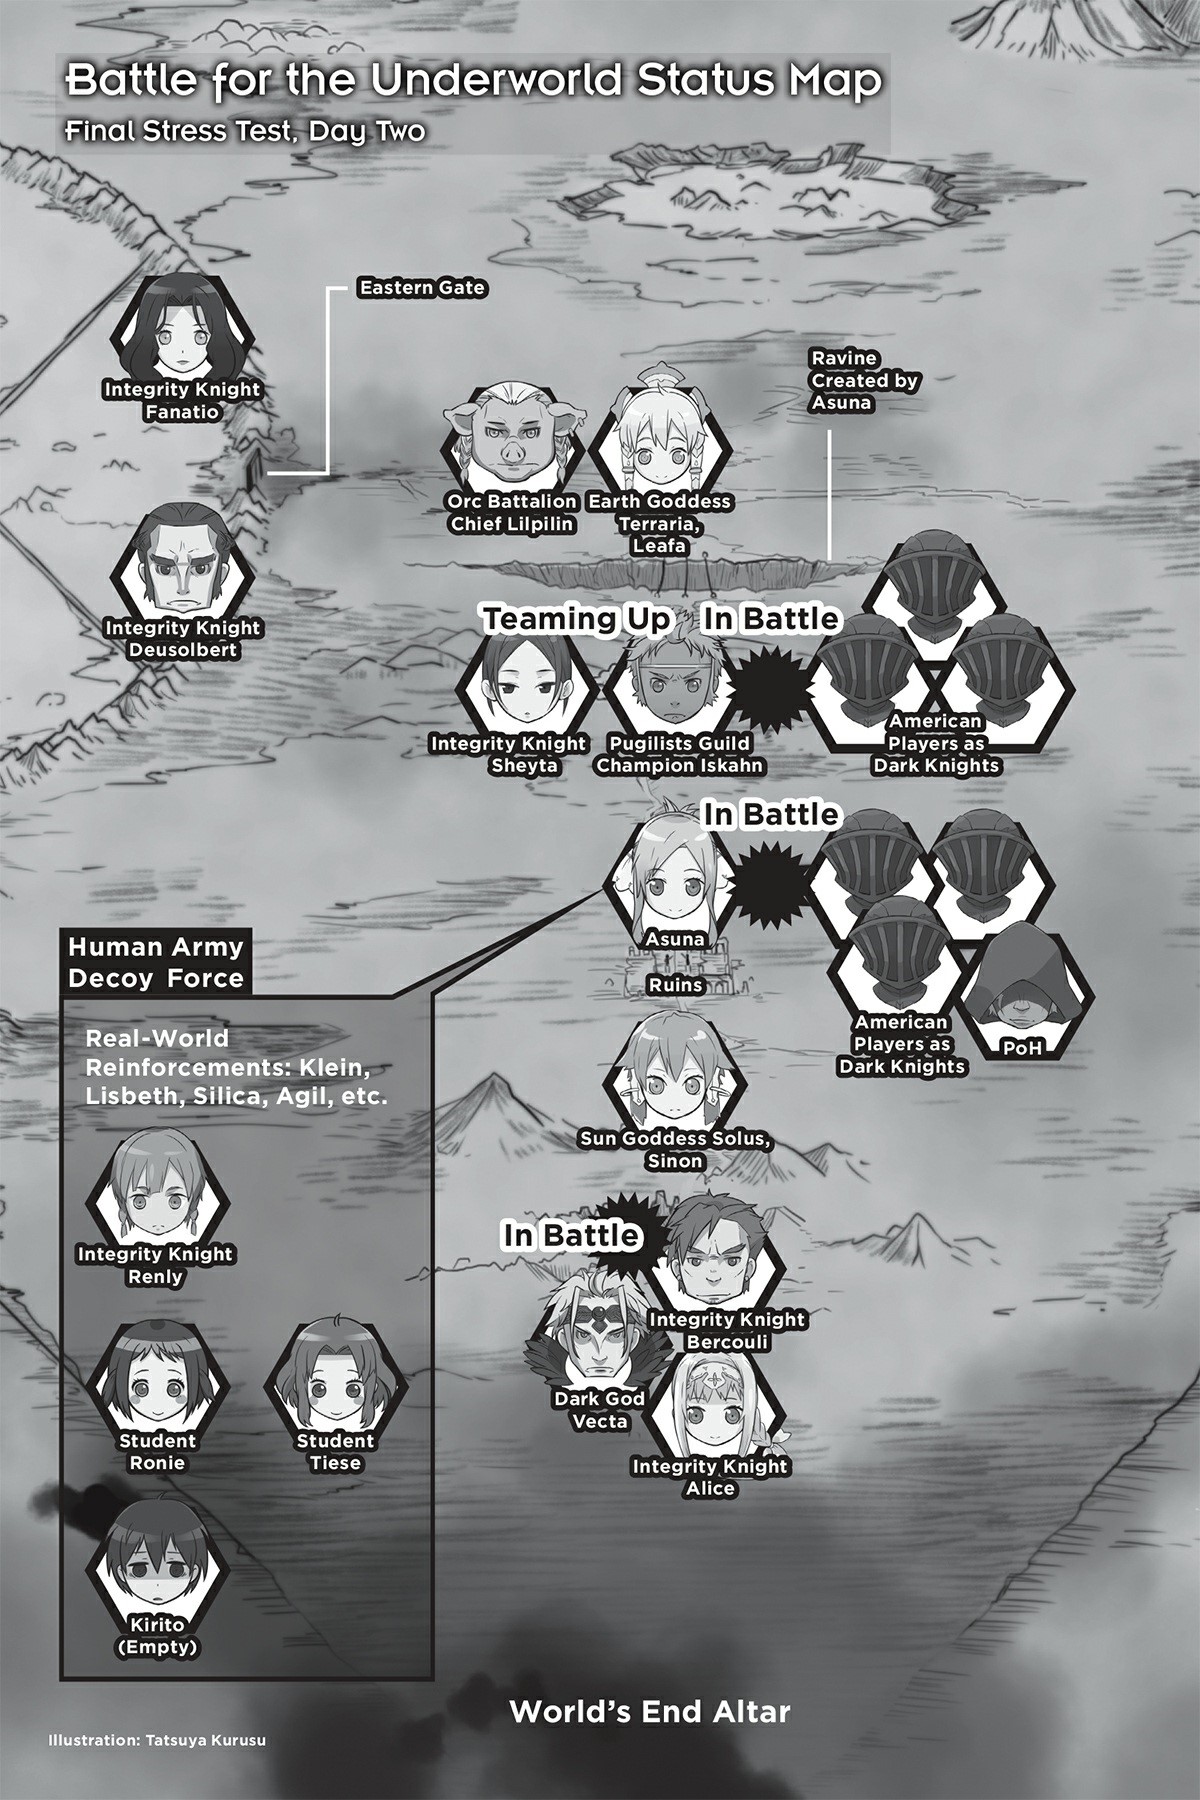 Battle for the Underworld Status Map
Final Stress Test, Day Two
Eastern Gate
Integrity Knight
Fanatio
Ravine
Created by
Asuna
Orc Battalion
Chief Lilpilin
Earth Goddess
Terraria,
Leafa
Integrity Knight
Deusolbert
Teaming Up
In Battle
Integrity Knight
Sheyta
Pugilists Guild
Champion Iskahn
American
Players as
Dark Knights
In Battle
Asuna
Ruins
American
Players as
Dark Knights
PoH
Human Army
Decoy Force
Real-World
Reinforcements: Klein,
Lisbeth, Silica, Agil, etc.
Integrity Knight
Renly
Student
Ronie
Student
Tiese
Kirito
(Empty)
Sun Goddess Solus,
Sinon
In Battle
Integrity Knight
Bercouli
Dark God
Vecta
Integrity Knight
Alice
World's End Altar
Illustration: Tatsuya Kurusu